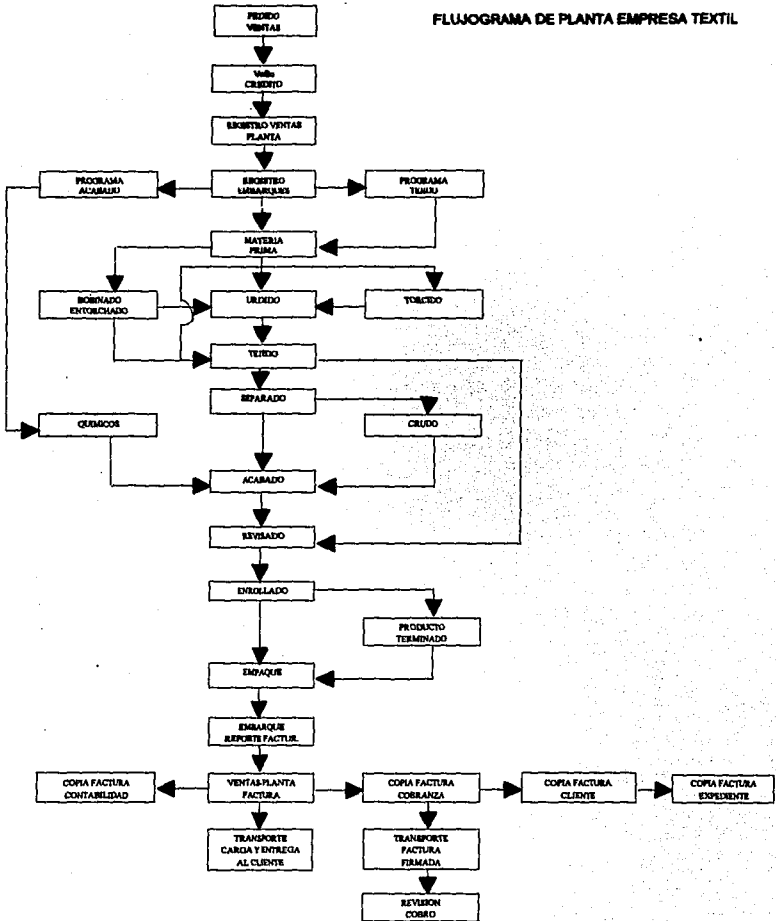 FLUJOGRAMA DE PLANTA EMPRESA TEXTIL
PEDIDO
VENTAS
VoBo
CREDITO
REGISTRO VENTAS
PLANTA
PROGRAMA
ACABADO
REGISTRO
EMBARQUES
PROGRAMA
TEJIDO
MATERIA
PRIMA
BOBINADO
ENTORCHADO
URDIDO
TORCIDO
TEJIDO
SEPARADO
QUIMICOS
CRUDO
ACABADO
REVISADO
ENROLLADO
PRODUCTO
TERMINADO
EMPAQUE
EMBARQUE
REPORTE FACTUR.
COPIA FACTURA
CONTABILIDAD
VENTAS-PLANTA
FACTURA
COPIA FACTURA
COBRANZA
COPIA FACTURA
CLIENTE
COPIA FACTURA
EXPEDIENTE
TRANSPORTE
CARGA Y ENTREGA
AL CLIENTE
TRANSPORTE
FACTURA
FIRMADA
REVISION
COBRO